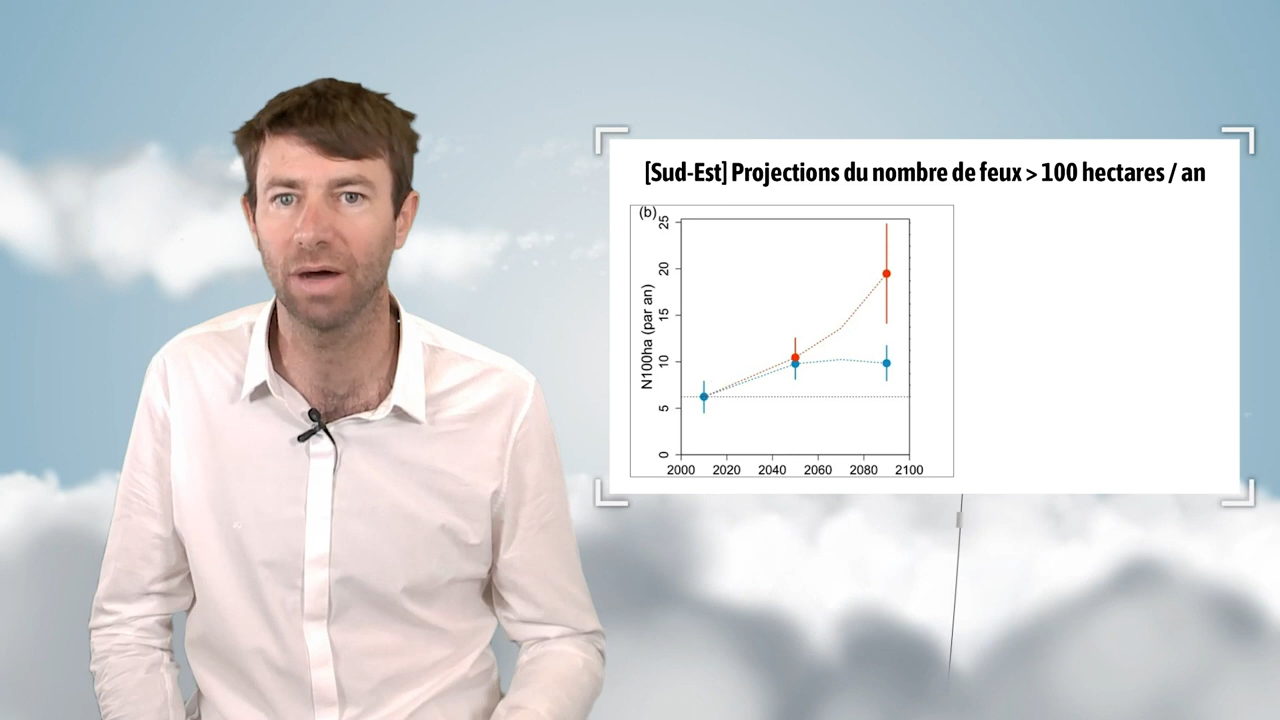 [Sud-Est] Projections du nombre de feux > 100 hectares / an
(b)
25
20
15
10
5
0
N100ha (par an)
2000 2020 2040 2060 2080 2100